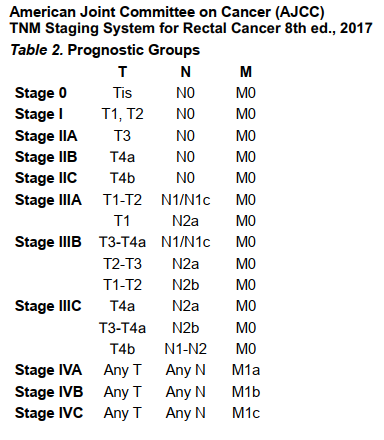 American Joint Committee on Cancer (AJCC)
TNM Staging System for Rectal Cancer 8th ed., 2017
Table 2. Prognostic Groups
T N M
Stage 0 Tis N0 M0
Stage I T1, T2 N0 M0
Stage IIA T3 N0 M0
Stage IIB T4a N0 M0
Stage IIC T4b N0 M0
Stage IIIA T1-T2 N1/N1c M0
T1 N2a M0
Stage IIIB T3-T4a N1/N1c M0
T2-T3 N2a M0
T1-T2 N2b M0
Stage IIIC T4a N2a M0
T3-T4a N2b M0
T4b N1-N2 M0
Stage IVA Any T Any N M1a
Stage IVB Any T Any N M1b
Stage IVC Any T Any N M1c